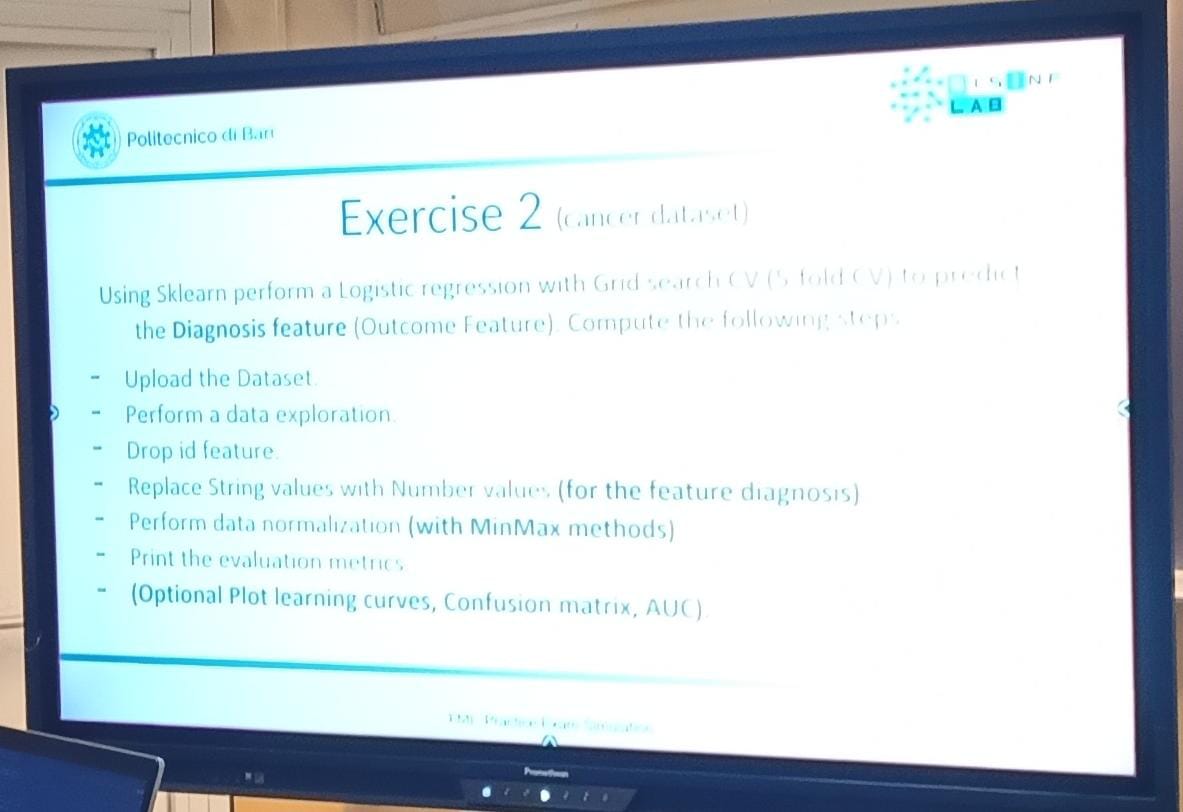 Politecnico di Bari
LAB
Exercise 2 (cancer dataset)
Using Sklearn perform a Logistic regression with Grid search CV (5 fold CV) to predict
the Diagnosis feature (Outcome Feature). Compute the following steps
- Upload the Dataset.
- Perform a data exploration.
- Drop id feature.
- Replace String values with Number values (for the feature diagnosis)
- Perform data normalization (with MinMax methods)
- Print the evaluation metrics
- (Optional Plot learning curves, Confusion matrix, AUC).
Practice Exam Simulation
Promethean